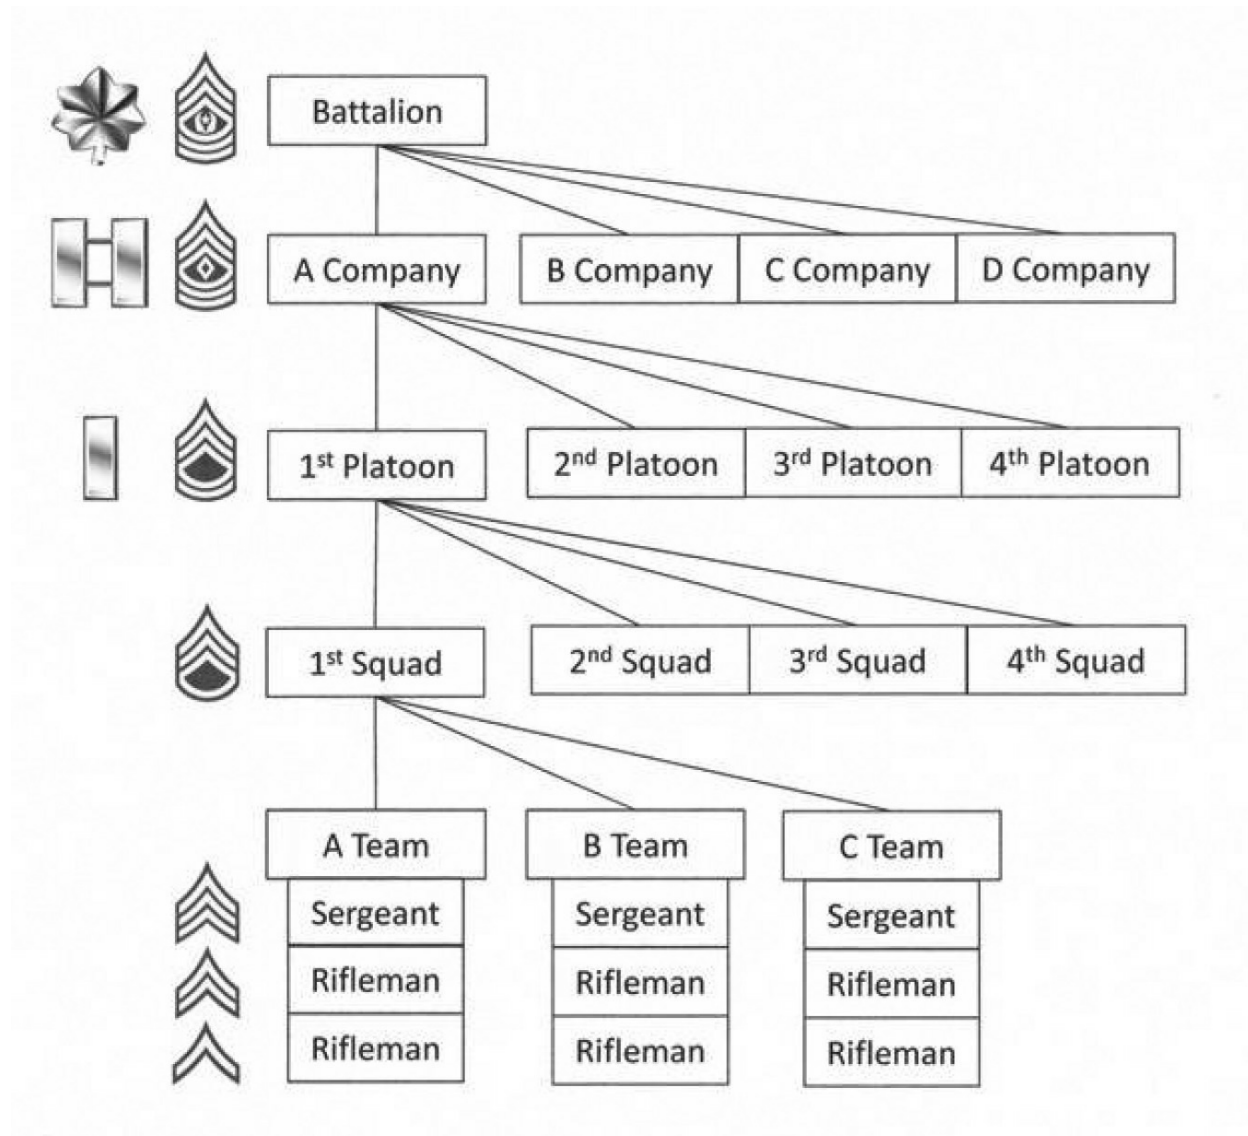 Battalion
A Company
B Company
C Company
D Company
1st Platoon
2nd Platoon
3rd Platoon
4th Platoon
1st Squad
2nd Squad
3rd Squad
4th Squad
A Team
B Team
C Team
Sergeant
Sergeant
Sergeant
Rifleman
Rifleman
Rifleman
Rifleman
Rifleman
Rifleman